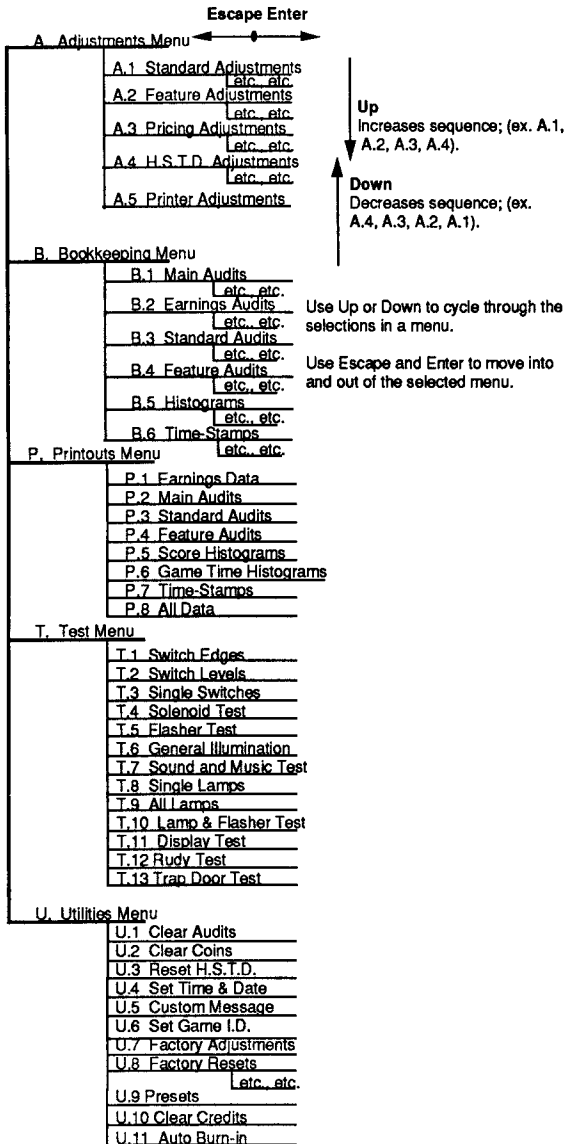 Escape Enter
A. Adjustments Menu
A.1 Standard Adjustments
etc., etc.
A.2 Feature Adjustments
etc., etc.
A.3 Pricing Adjustments
etc., etc.
A.4 H.S.T.D. Adjustments
etc., etc.
A.5 Printer Adjustments
Up
Increases sequence; (ex. A.1,
A.2, A.3, A.4).
Down
Decreases sequence; (ex.
A.4, A.3, A.2, A.1).
B. Bookkeeping Menu
B.1 Main Audits
etc., etc.
B.2 Earnings Audits
etc., etc.
B.3 Standard Audits
etc., etc.
B.4 Feature Audits
etc., etc.
B.5 Histograms
etc., etc.
B.6 Time-Stamps
etc., etc.
Use Up or Down to cycle through the
selections in a menu.
Use Escape and Enter to move into
and out of the selected menu.
P. Printouts Menu
P.1 Earnings Data
P.2 Main Audits
P.3 Standard Audits
P.4 Feature Audits
P.5 Score Histograms
P.6 Game Time Histograms
P.7 Time-Stamps
P.8 All Data
T. Test Menu
T.1 Switch Edges
T.2 Switch Levels
T.3 Single Switches
T.4 Solenoid Test
T.5 Flasher Test
T.6 General Illumination
T.7 Sound and Music Test
T.8 Single Lamps
T.9 All Lamps
T.10 Lamp & Flasher Test
T.11 Display Test
T.12 Rudy Test
T.13 Trap Door Test
U. Utilities Menu
U.1 Clear Audits
U.2 Clear Coins
U.3 Reset H.S.T.D.
U.4 Set Time & Date
U.5 Custom Message
U.6 Set Game I.D.
U.7 Factory Adjustments
U.8 Factory Resets
etc., etc.
U.9 Presets
U.10 Clear Credits
U.11 Auto Burn-in